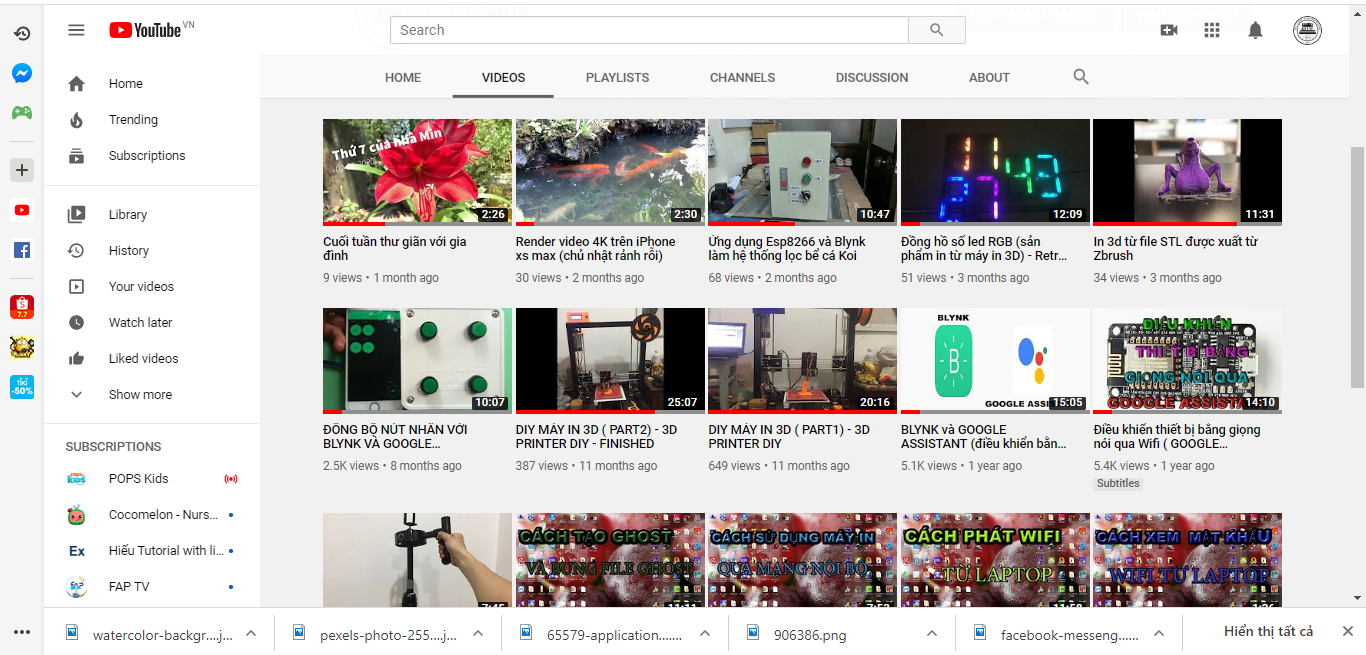 YouTube VN
Search
HOME VIDEOS PLAYLISTS CHANNELS DISCUSSION ABOUT
Home
Trending
Subscriptions
Library
History
Your videos
Watch later
Liked videos
Show more
SUBSCRIPTIONS
POPS Kids
Cocomelon - Nurs...
Ex Hiếu Tutorial with li...
FAP TV
7.7
TIKI
-50%
Thứ 7 của Nhà Mín
2:26
Cuối tuần thư giãn với gia
đình
9 views • 1 month ago
2:30
Render video 4K trên iPhone
xs max (chủ nhật rảnh rỗi)
30 views • 2 months ago
10:47
Ứng dụng Esp8266 và Blynk
làm hệ thống lọc bể cá Koi
68 views • 2 months ago
12:09
Đồng hồ số led RGB (sản
phẩm in từ máy in 3D) - Retr...
51 views • 3 months ago
11:31
In 3d từ file STL được xuất từ
Zbrush
34 views • 3 months ago
10:07
ĐỒNG BỘ NÚT NHẤN VỚI
BLYNK VÀ GOOGLE...
2.5K views • 8 months ago
25:07
DIY MÁY IN 3D ( PART2) - 3D
PRINTER DIY - FINISHED
387 views • 11 months ago
20:16
DIY MÁY IN 3D ( PART1) - 3D
PRINTER DIY
649 views • 11 months ago
BLYNK
B
GOOGLE ASSISTANT
15:05
BLYNK và GOOGLE
ASSISTANT (điều khiển bằn...
5.1K views • 1 year ago
ĐIỀU KHIỂN
THIẾT BỊ BẰNG
GIỌNG NÓI QUA
GOOGLE ASSISTA
14:10
Điều khiến thiết bị bằng giọng
nói qua Wifi ( GOOGLE...
5.4K views • 1 year ago
Subtitles
CÁCH TẠO GHOST
VÀ BUNG FILE GHOST
CÁCH SỬ DỤNG MÁY IN
QUA MẠNG NỘI BỘ
CÁCH PHÁT WIFI
TỪ LAPTOP
CÁCH XEM MẬT KHẨU
WIFI TỪ LAPTOP
watercolor-backgr....j...
pexels-photo-255....j...
65579-application.......
906386.png
facebook-messeng......
Hiển thị tất cả